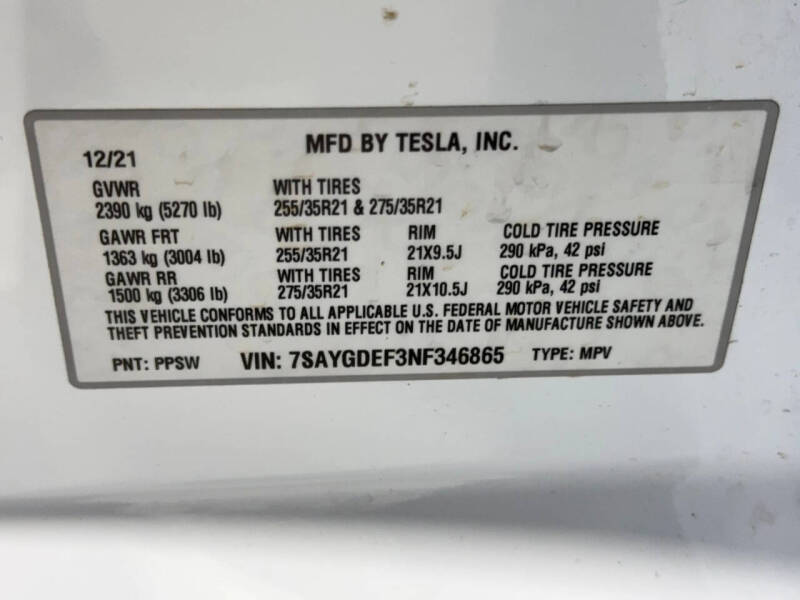 12/21 MFD BY TESLA, INC.
GVWR WITH TIRES
2390 kg (5270 lb) 255/35R21 & 275/35R21
GAWR FRT WITH TIRES RIM COLD TIRE PRESSURE
1363 kg (3004 lb) 255/35R21 21X9.5J 290 kPa, 42 psi
GAWR RR WITH TIRES RIM COLD TIRE PRESSURE
1500 kg (3306 lb) 275/35R21 21X10.5J 290 kPa, 42 psi
THIS VEHICLE CONFORMS TO ALL APPLICABLE U.S. FEDERAL MOTOR VEHICLE SAFETY AND
THEFT PREVENTION STANDARDS IN EFFECT ON THE DATE OF MANUFACTURE SHOWN ABOVE.
PNT: PPSW VIN: 7SAYGDEF3NF346865 TYPE: MPV